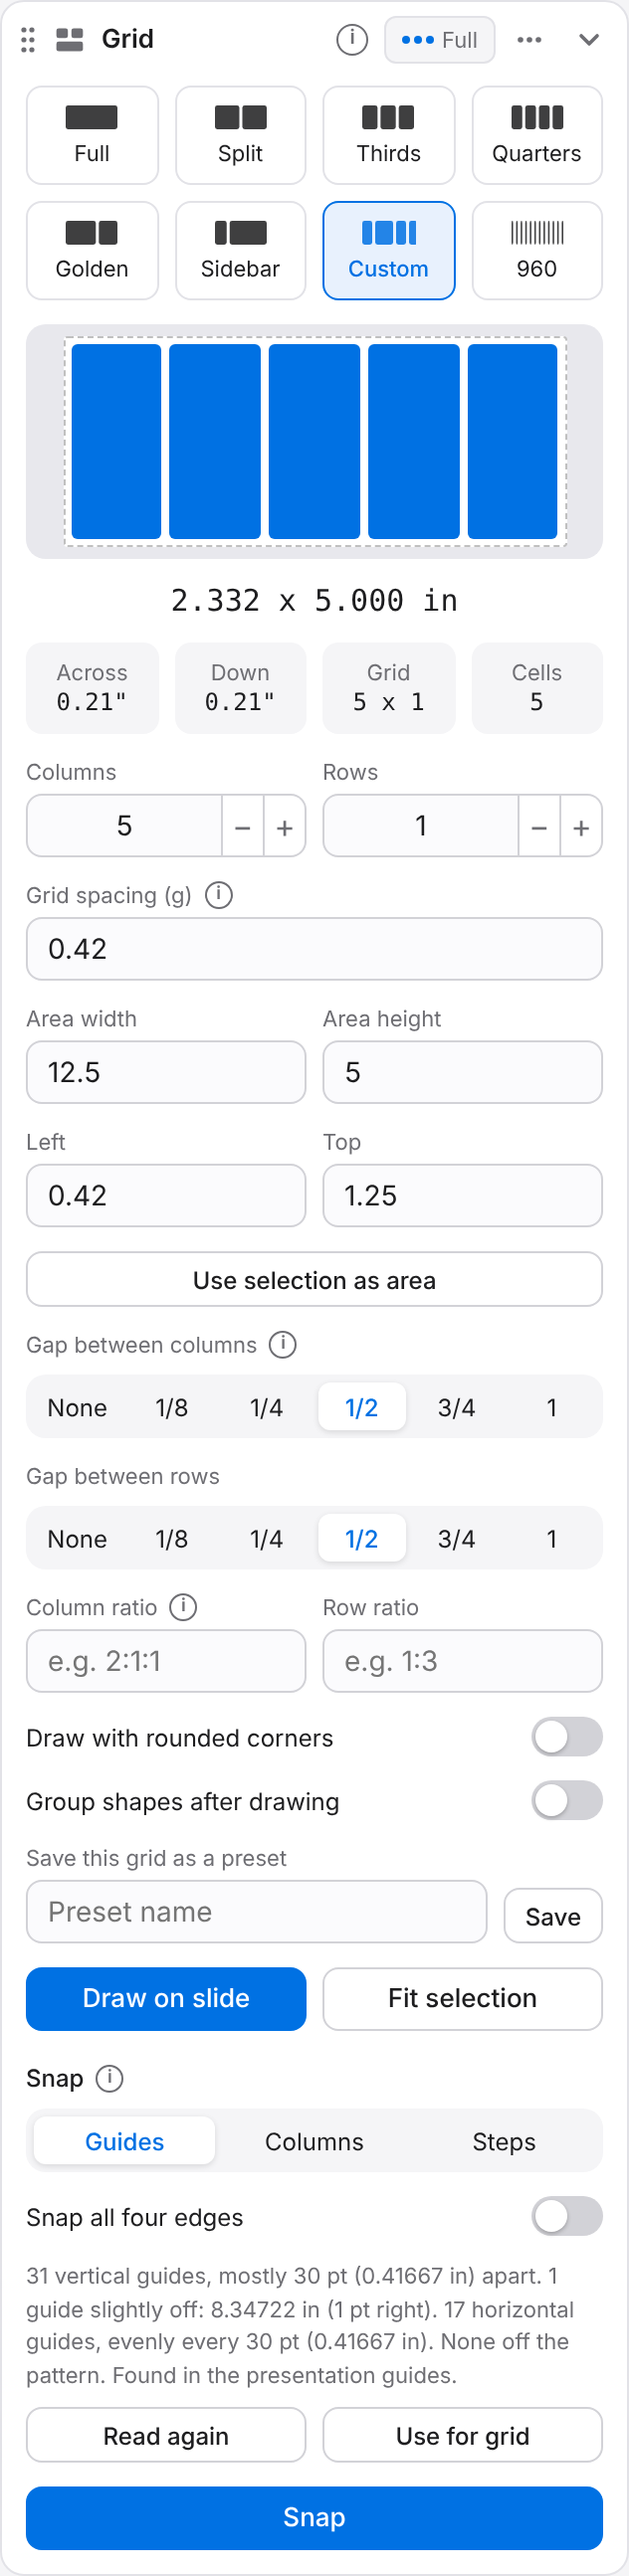 Grid
Full
Full
Split
Thirds
Quarters
Golden
Sidebar
Custom
960
2.332 x 5.000 in
Across
0.21"
Down
0.21"
Grid
5 x 1
Cells
5
Columns
Rows
5 − +
1 − +
Grid spacing (g)
0.42
Area width
Area height
12.5
5
Left
Top
0.42
1.25
Use selection as area
Gap between columns
None 1/8 1/4 1/2 3/4 1
Gap between rows
None 1/8 1/4 1/2 3/4 1
Column ratio
Row ratio
e.g. 2:1:1
e.g. 1:3
Draw with rounded corners
Group shapes after drawing
Save this grid as a preset
Preset name
Save
Draw on slide
Fit selection
Snap
Guides
Columns
Steps
Snap all four edges
31 vertical guides, mostly 30 pt (0.41667 in) apart. 1
guide slightly off: 8.34722 in (1 pt right). 17 horizontal
guides, evenly every 30 pt (0.41667 in). None off the
pattern. Found in the presentation guides.
Read again
Use for grid
Snap